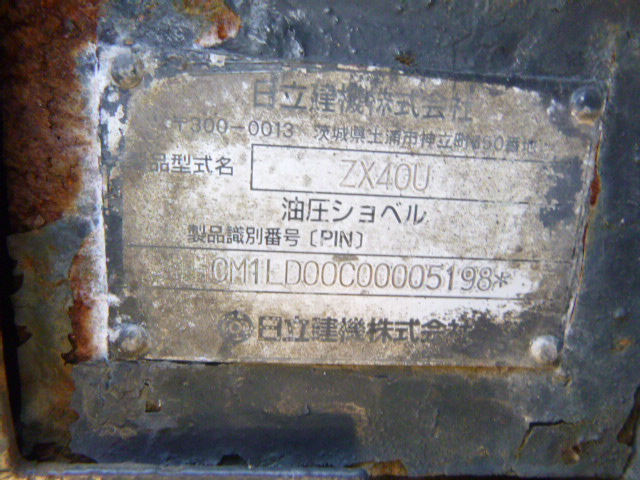 日立建機株式会社
〒300-0013 茨城県土浦市神立町650番地
品型式名 ZX40U
油圧ショベル
製品識別番号〔PIN〕
HCM1LD00C00005198*
日立建機株式会社